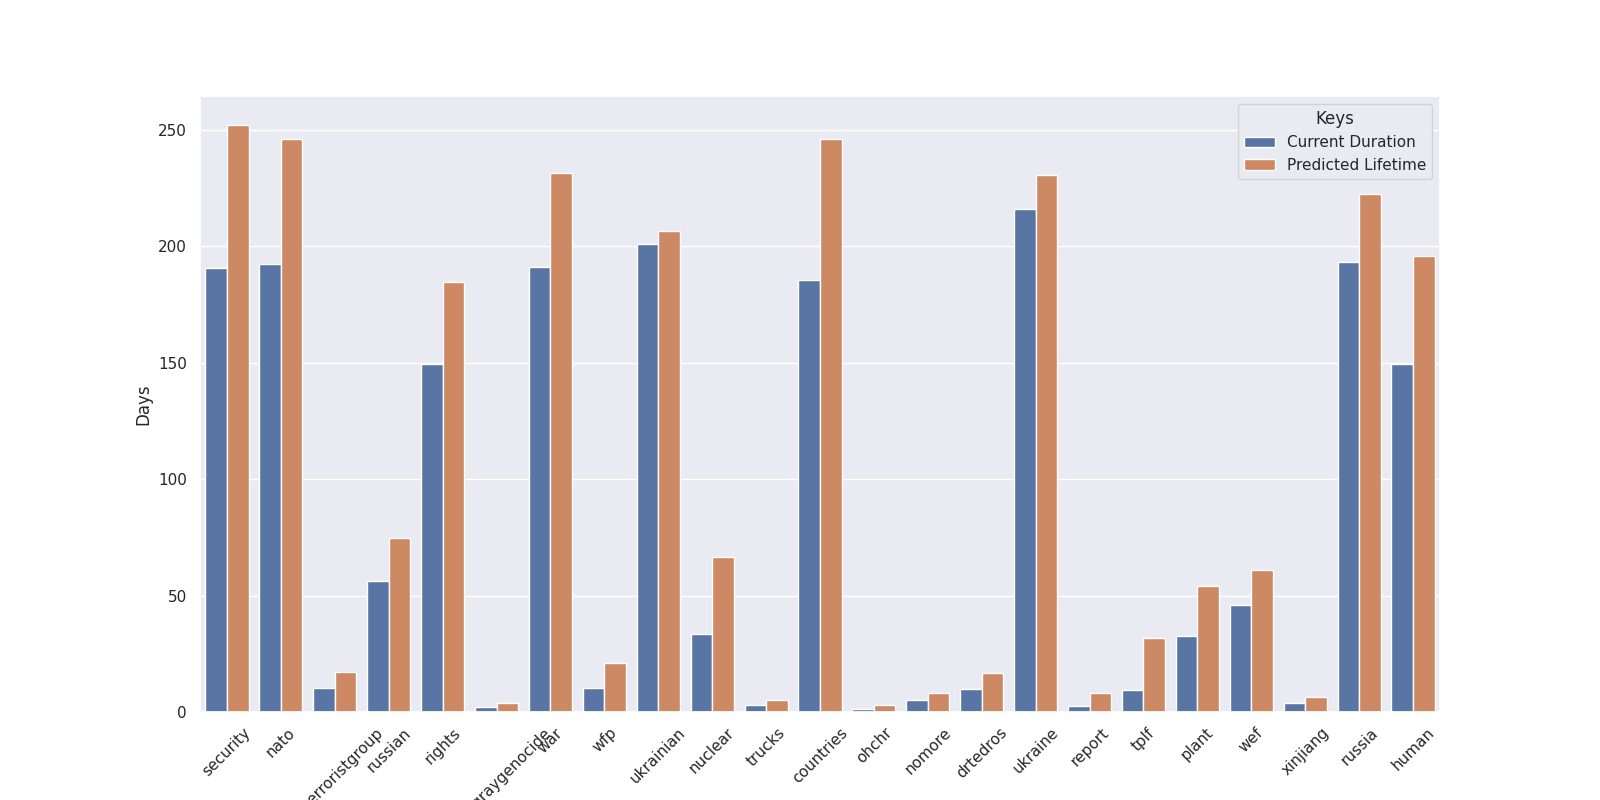 Keys
Current Duration
Predicted Lifetime
Days
250
200
150
100
50
0
security
nato
russian
rights
war
wfp
ukrainian
nuclear
trucks
countries
ohchr
nomore
drtedros
ukraine
report
tplf
plant
wef
xinjiang
russia
human